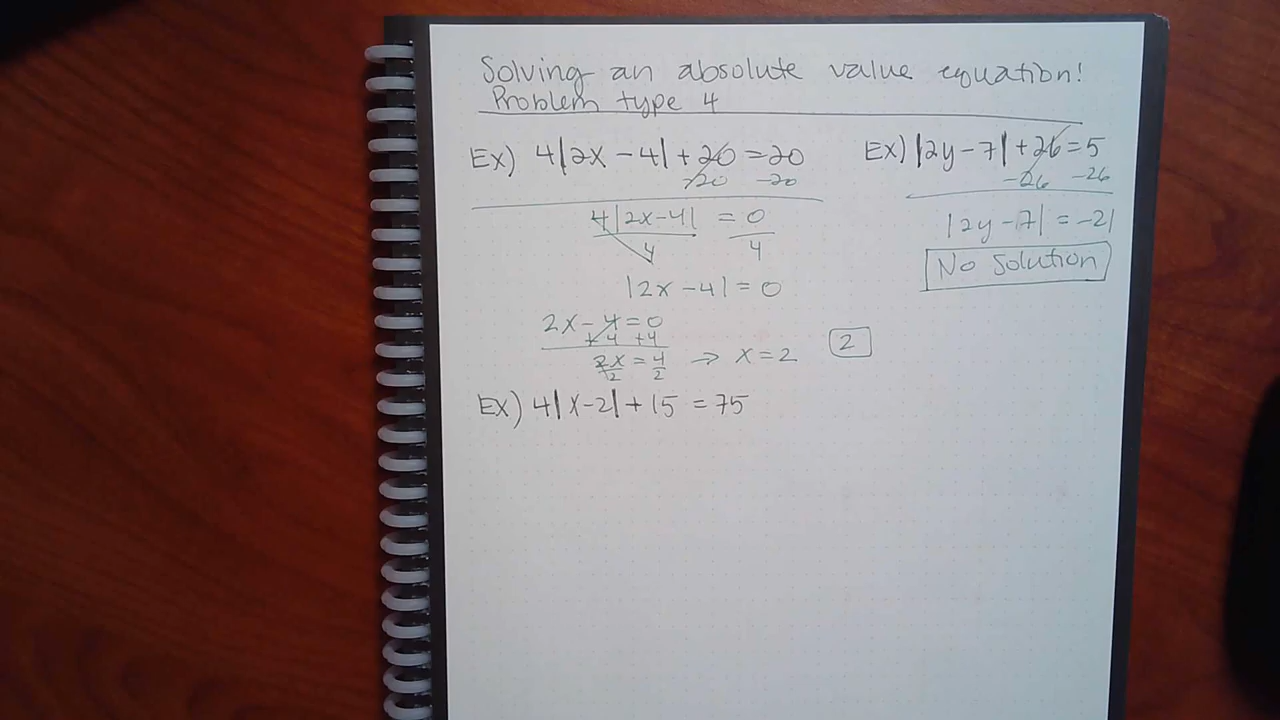 Solving an absolute value equation!
Problem type 4
Ex) 4|2x - 4| + 20 = 20
-20 -20
4|2x-4| = 0
4 4
|2x - 4| = 0
2x - 4 = 0
+4 +4
2x = 4 → x = 2
2 2
2
Ex) |2y - 7| + 26 = 5
-26 -26
|2y - 7| = -21
No Solution
Ex) 4|x-2| + 15 = 75